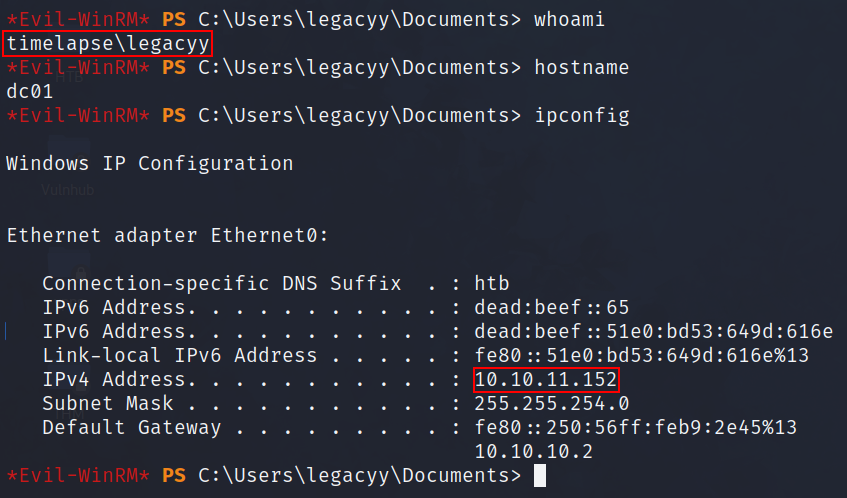 *Evil-WinRM* PS C:\Users\legacyy\Documents> whoami
timelapse\legacyy
*Evil-WinRM* PS C:\Users\legacyy\Documents> hostname
dc01
*Evil-WinRM* PS C:\Users\legacyy\Documents> ipconfig
Windows IP Configuration
Vulnhub
Ethernet adapter Ethernet0:
Connection-specific DNS Suffix  . : htb
IPv6 Address. . . . . . . . . . . : dead:beef::65
IPv6 Address. . . . . . . . . . . : dead:beef::51e0:bd53:649d:616e
Link-local IPv6 Address . . . . . : fe80::51e0:bd53:649d:616e%13
IPv4 Address. . . . . . . . . . . : 10.10.11.152
Subnet Mask . . . . . . . . . . . : 255.255.254.0
Default Gateway . . . . . . . . . : fe80::250:56ff:feb9:2e45%13
10.10.10.2
*Evil-WinRM* PS C:\Users\legacyy\Documents>